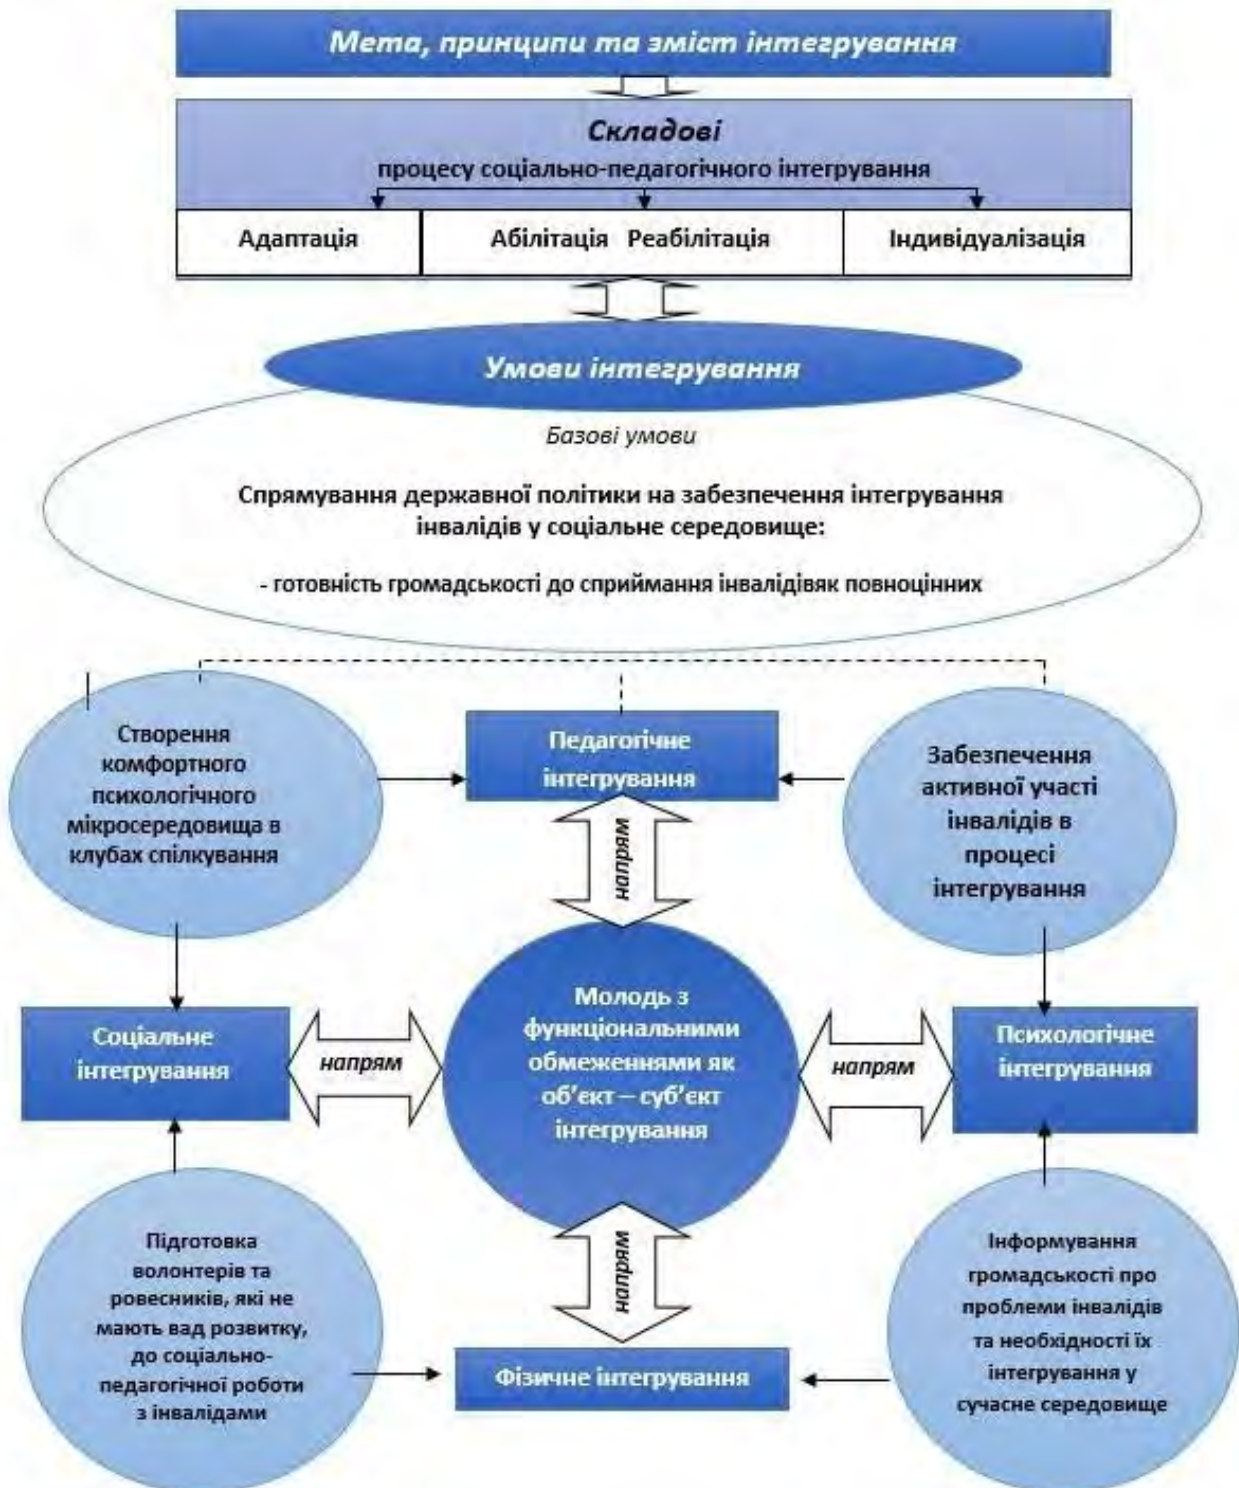 Мета, принципи та зміст інтегрування
Складові
процесу соціально-педагогічного інтегрування
Адаптація
Абілітація Реабілітація
Індивідуалізація
Умови інтегрування
Базові умови
Спрямування державної політики на забезпечення інтегрування
інвалідів у соціальне середовище:
- готовність громадськості до сприймання інвалідівяк повноцінних
Створення
комфортного
психологічного
мікросередовища в
клубах спілкування
Педагогічне
інтегрування
Забезпечення
активної участі
інвалідів в
процесі
інтегрування
напрям
Соціальне
інтегрування
напрям
Молодь з
функціональними
обмеженнями як
об’єкт – суб’єкт
інтегрування
напрям
Психологічне
інтегрування
напрям
Підготовка
волонтерів та
ровесників, які не
мають вад розвитку,
до соціально-
педагогічної роботи
з інвалідами
Фізичне інтегрування
Інформування
громадськості про
проблеми інвалідів
та необхідності їх
інтегрування у
сучасне середовище